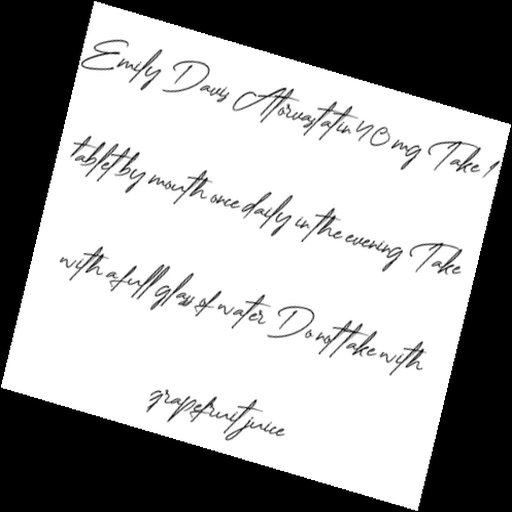 Emily Davis Atorvastatin 40 mg Take 1
tablet by mouth once daily in the evening Take
with a full glass of water Do not take with
grapefruit juice